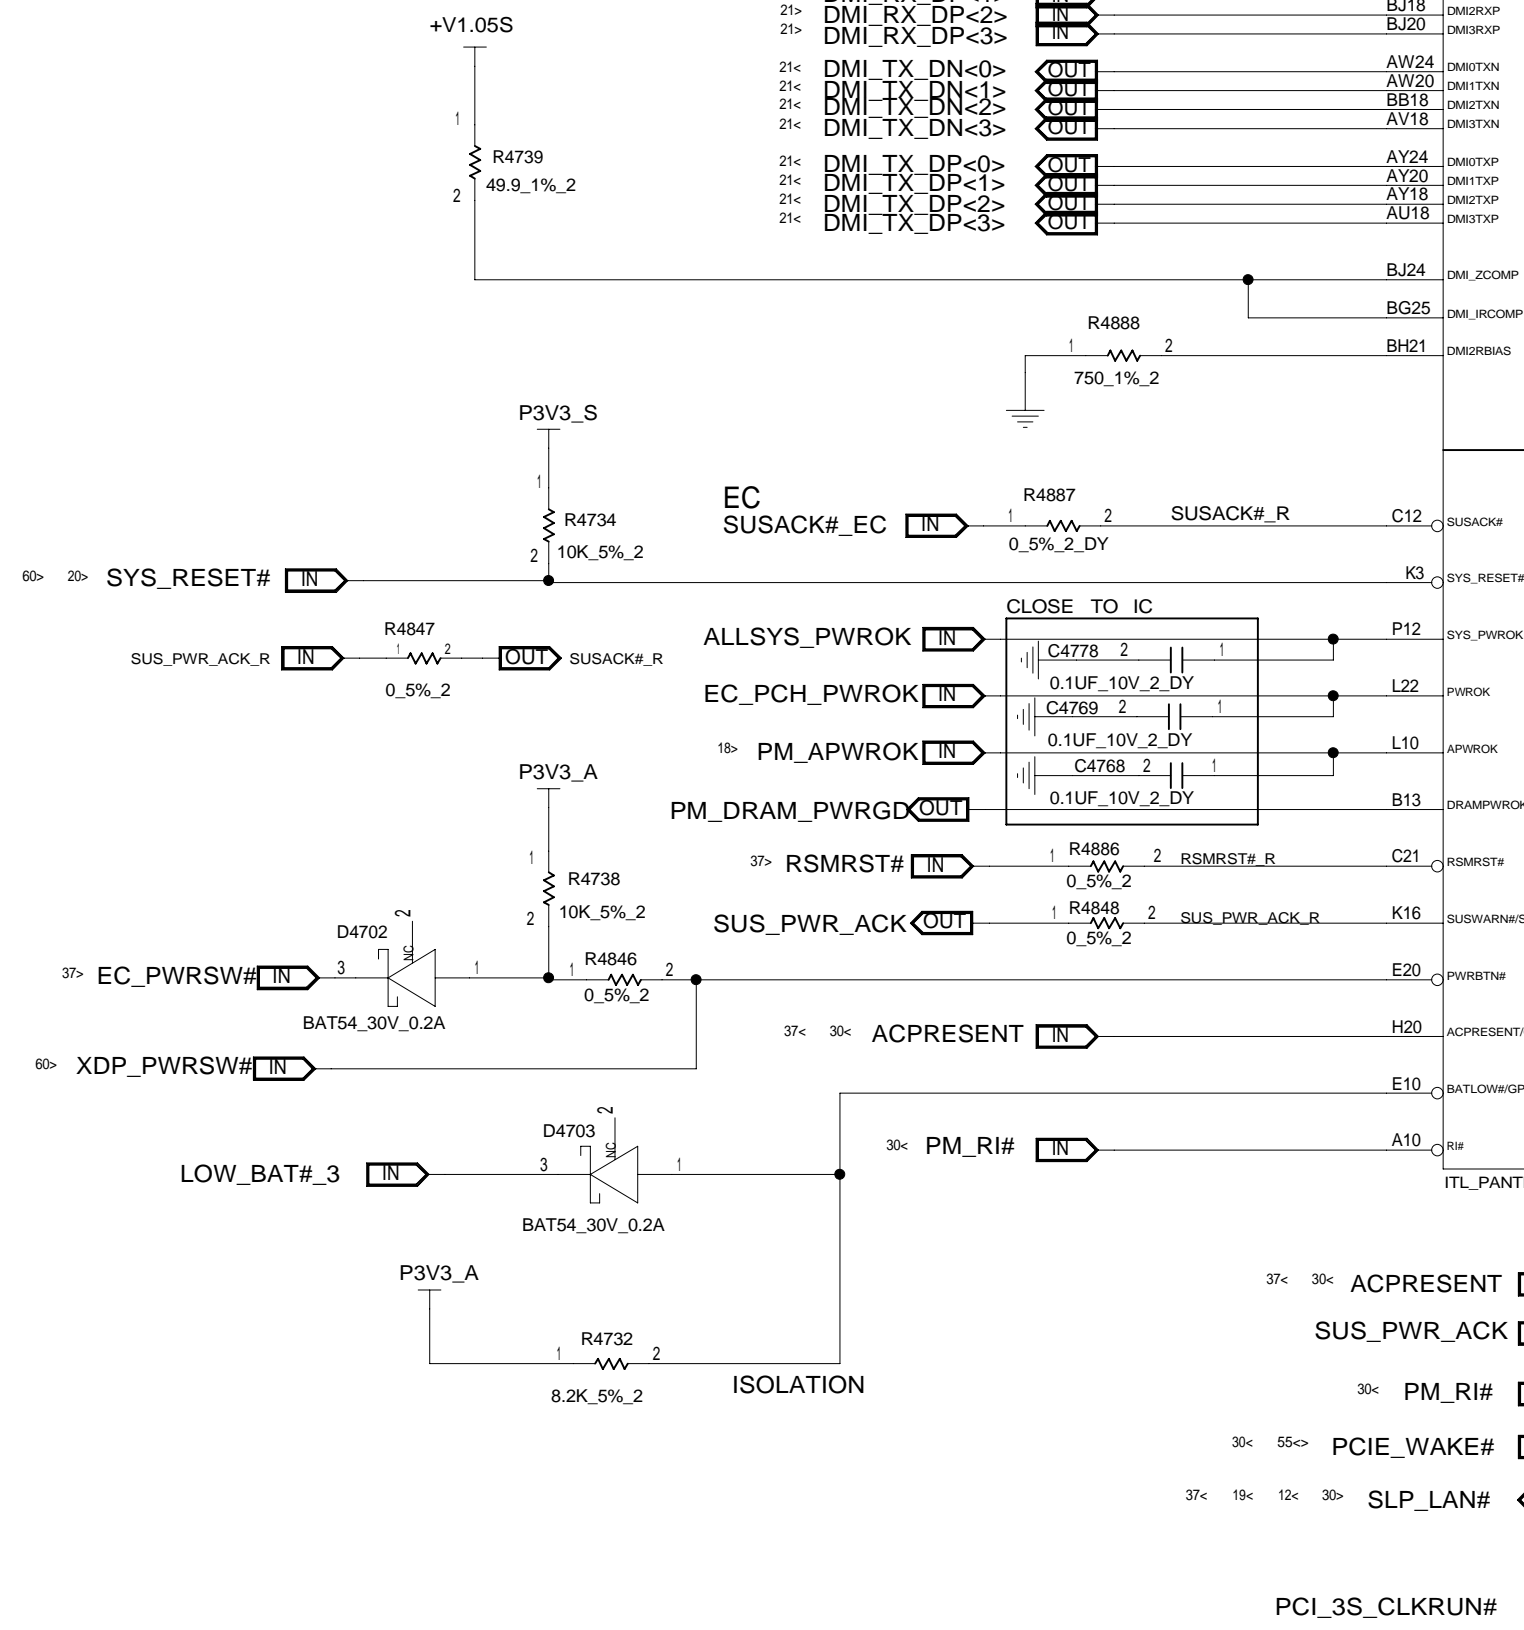 21> DMI_RX_DP<2> IN BJ18 DMI2RXP
21> DMI_RX_DP<3> IN BJ20 DMI3RXP
+V1.05S
21< DMI_TX_DN<0> OUT AW24 DMI0TXN
21< DMI_TX_DN<1> OUT AW20 DMI1TXN
21< DMI_TX_DN<2> OUT BB18 DMI2TXN
21< DMI_TX_DN<3> OUT AV18 DMI3TXN
1
R4739
49.9_1%_2
2
21< DMI_TX_DP<0> OUT AY24 DMI0TXP
21< DMI_TX_DP<1> OUT AY20 DMI1TXP
21< DMI_TX_DP<2> OUT AY18 DMI2TXP
21< DMI_TX_DP<3> OUT AU18 DMI3TXP
BJ24 DMI_ZCOMP
BG25 DMI_IRCOMP
R4888
1 2 BH21 DMI2RBIAS
750_1%_2
P3V3_S
1
R4734
2 10K_5%_2
EC
SUSACK#_EC IN 1 R4887 2 SUSACK#_R C12 SUSACK#
0_5%_2_DY
60> 20> SYS_RESET# IN K3 SYS_RESET#
CLOSE TO IC
R4847
SUS_PWR_ACK_R IN 1 2 OUT SUSACK#_R
0_5%_2
ALLSYS_PWROK IN P12 SYS_PWROK
C4778 2 1
0.1UF_10V_2_DY
EC_PCH_PWROK IN L22 PWROK
C4769 2 1
0.1UF_10V_2_DY
18> PM_APWROK IN L10 APWROK
C4768 2 1
0.1UF_10V_2_DY
PM_DRAM_PWRGD OUT B13 DRAMPWROK
P3V3_A
1
R4738
2 10K_5%_2
37> RSMRST# IN 1 R4886 2 RSMRST#_R C21 RSMRST#
0_5%_2
SUS_PWR_ACK OUT 1 R4848 2 SUS_PWR_ACK_R K16 SUSWARN#/S
0_5%_2
D4702 2 NC
37> EC_PWRSW# IN 3 1 1 R4846 2 E20 PWRBTN#
0_5%_2
BAT54_30V_0.2A
37< 30< ACPRESENT IN H20 ACPRESENT/
60> XDP_PWRSW# IN
E10 BATLOW#/GP
D4703 2 NC
30< PM_RI# IN A10 RI#
LOW_BAT#_3 IN 3 1
BAT54_30V_0.2A
ITL_PANT
P3V3_A
1 R4732 2
8.2K_5%_2
ISOLATION
37< 30< ACPRESENT
SUS_PWR_ACK
30< PM_RI#
30< 55<> PCIE_WAKE#
37< 19< 12< 30> SLP_LAN#
PCI_3S_CLKRUN#